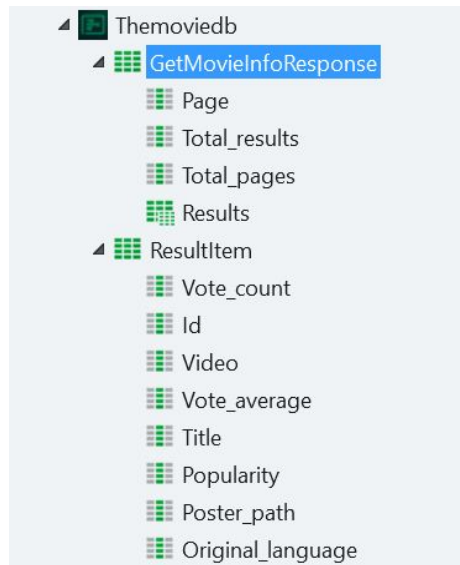 Themoviedb
GetMovieInfoResponse
Page
Total_results
Total_pages
Results
ResultItem
Vote_count
Id
Video
Vote_average
Title
Popularity
Poster_path
Original_language